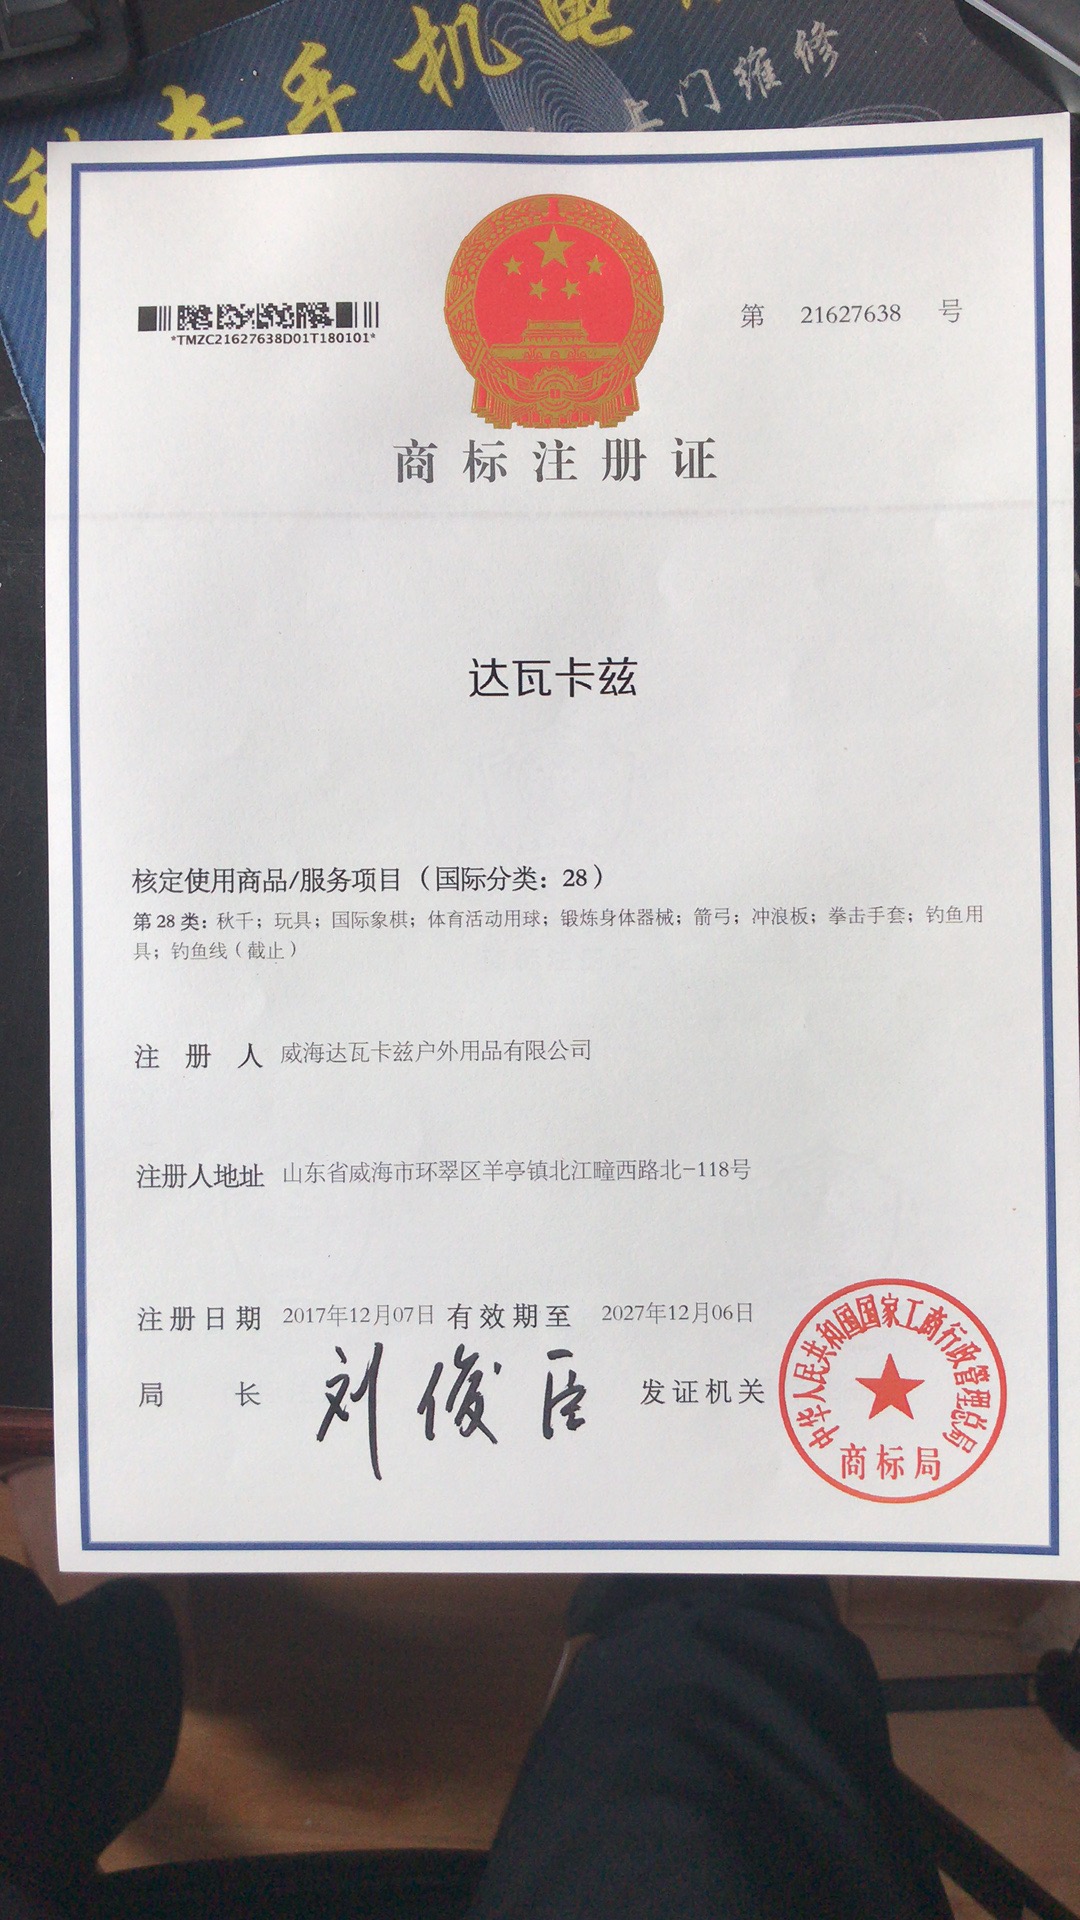 手机
上门维修
*TMZC21627638D01T180101*
第 21627638 号
商标注册证
达瓦卡兹
核定使用商品/服务项目（国际分类：28）
第 28 类：秋千；玩具；国际象棋；体育活动用球；锻炼身体器械；箭弓；冲浪板；拳击手套；钓鱼用
具；钓鱼线（截止）
注册人 威海达瓦卡兹户外用品有限公司
注册人地址 山东省威海市环翠区羊亭镇北江疃西路北-118号
注册日期 2017年12月07日 有效期至 2027年12月06日
局长 刘俊臣 发证机关
中华人民共和国国家工商行政管理总局
商标局